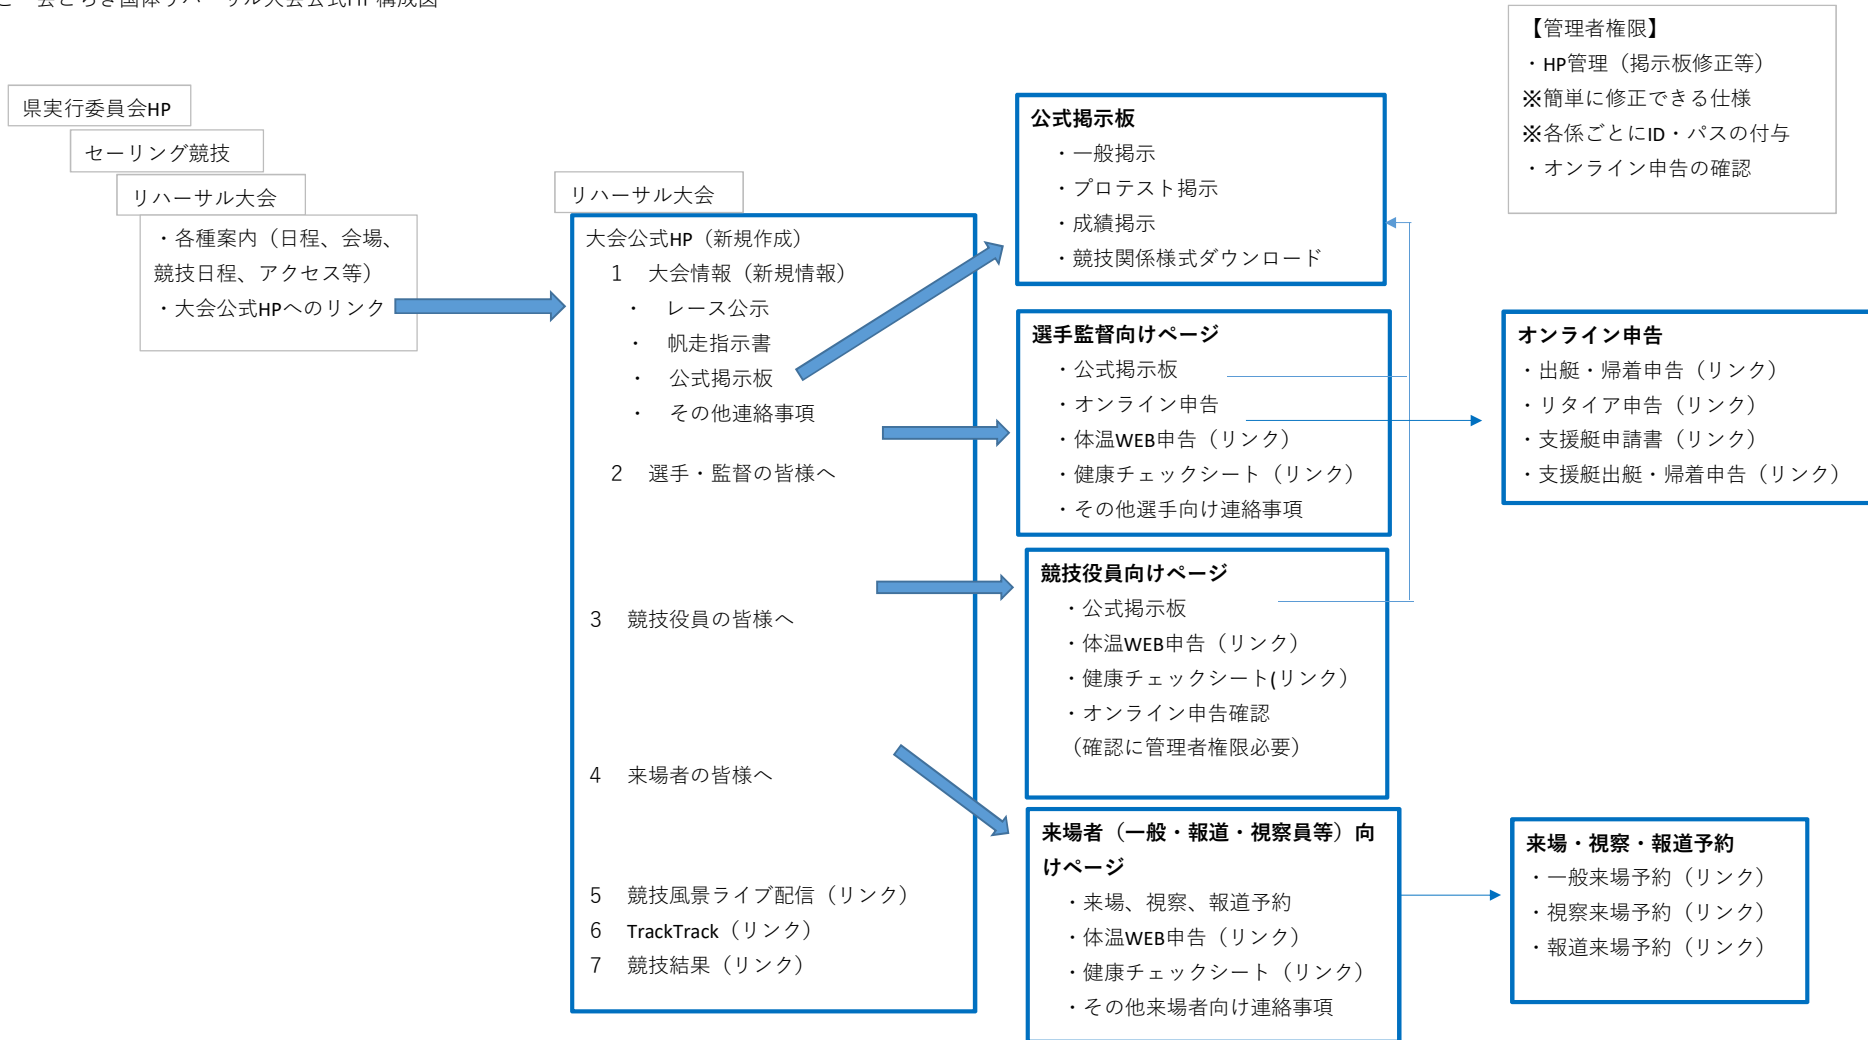 会とちぎ国体リハーサル大会公式HP構成図
県実行委員会HP
セーリング競技
リハーサル大会
・各種案内（日程、会場、
競技日程、アクセス等）
・大会公式HPへのリンク
リハーサル大会
大会公式HP（新規作成）
1　大会情報（新規情報）
・　レース公示
・　帆走指示書
・　公式掲示板
・　その他連絡事項
2　選手・監督の皆様へ
3　競技役員の皆様へ
4　来場者の皆様へ
5　競技風景ライブ配信（リンク）
6　TrackTrack（リンク）
7　競技結果（リンク）
公式掲示板
・一般掲示
・プロテスト掲示
・成績掲示
・競技関係様式ダウンロード
選手監督向けページ
・公式掲示板
・オンライン申告
・体温WEB申告（リンク）
・健康チェックシート（リンク）
・その他選手向け連絡事項
競技役員向けページ
・公式掲示板
・体温WEB申告（リンク）
・健康チェックシート(リンク）
・オンライン申告確認
（確認に管理者権限必要）
来場者（一般・報道・視察員等）向
けページ
・来場、視察、報道予約
・体温WEB申告（リンク）
・健康チェックシート（リンク）
・その他来場者向け連絡事項
【管理者権限】
・HP管理（掲示板修正等）
※簡単に修正できる仕様
※各係ごとにID・パスの付与
・オンライン申告の確認
オンライン申告
・出艇・帰着申告（リンク）
・リタイア申告（リンク）
・支援艇申請書（リンク）
・支援艇出艇・帰着申告（リンク）
来場・視察・報道予約
・一般来場予約（リンク）
・視察来場予約（リンク）
・報道来場予約（リンク）